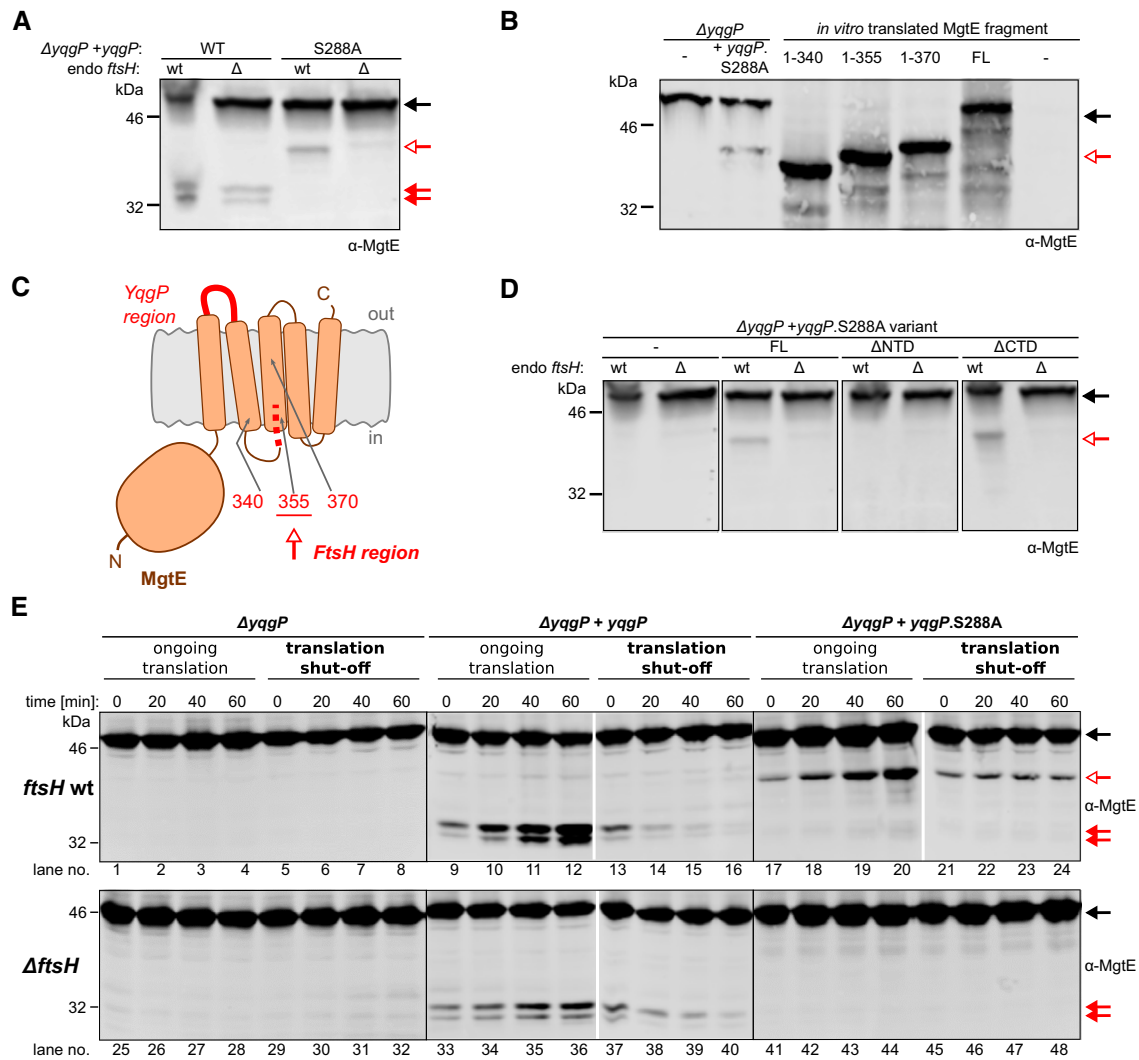 A
ΔyqgP +yqgP: WT S288A
endo ftsH: wt Δ wt Δ
kDa
46
32
α-MgtE
B
ΔyqgP in vitro translated MgtE fragment
- + yqgP. S288A 1-340 1-355 1-370 FL -
kDa
46
32
α-MgtE
C
YqgP region
C
out
in
340 355 370
FtsH region
N
MgtE
D
ΔyqgP +yqgP.S288A variant
- FL ΔNTD ΔCTD
endo ftsH: wt Δ wt Δ wt Δ wt Δ
kDa
46
32
α-MgtE
E
ΔyqgP ΔyqgP + yqgP ΔyqgP + yqgP.S288A
ongoing translation translation shut-off ongoing translation translation shut-off ongoing translation translation shut-off
time [min]: 0 20 40 60 0 20 40 60 0 20 40 60 0 20 40 60 0 20 40 60 0 20 40 60
kDa
46
ftsH wt
α-MgtE
32
lane no. 1 2 3 4 5 6 7 8 9 10 11 12 13 14 15 16 17 18 19 20 21 22 23 24
46
ΔftsH
α-MgtE
32
lane no. 25 26 27 28 29 30 31 32 33 34 35 36 37 38 39 40 41 42 43 44 45 46 47 48